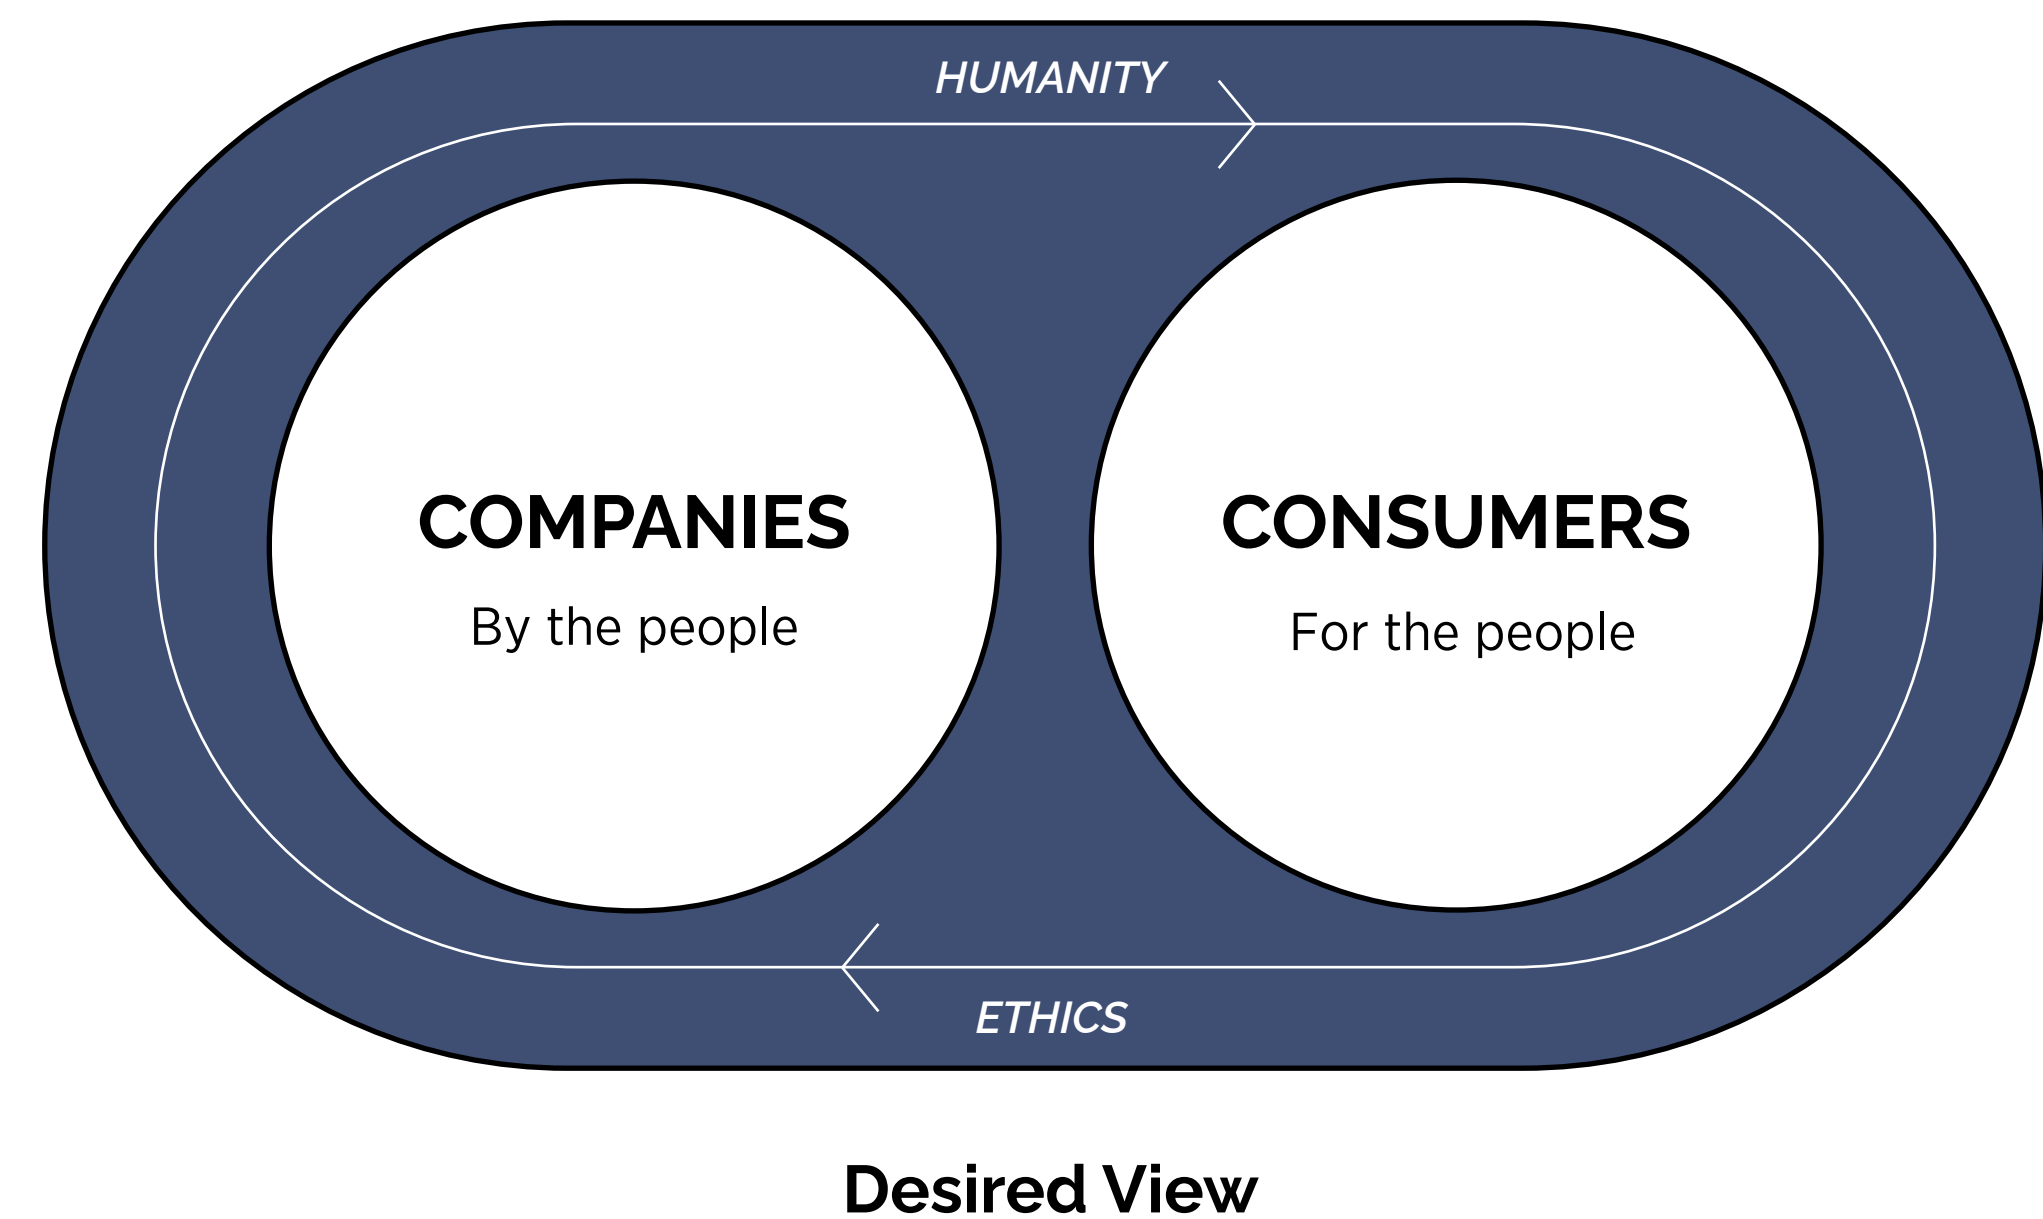 HUMANITY
COMPANIES
By the people
CONSUMERS
For the people
ETHICS
Desired View